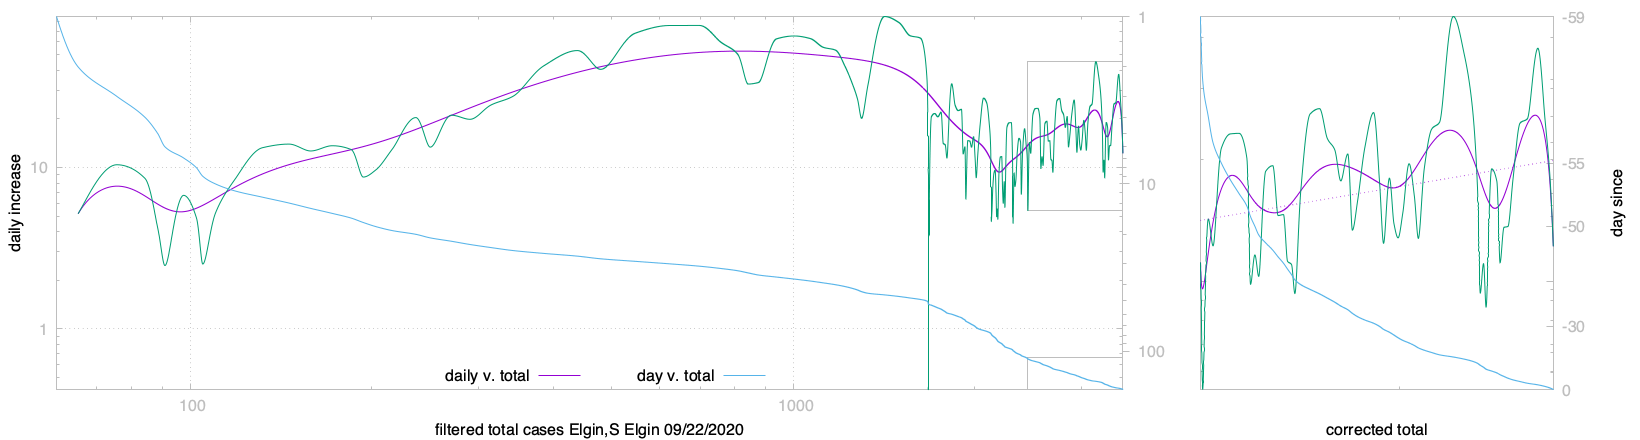 1
-59
10
daily increase
10
-55
-50
day since
1
100
-30
daily v. total
day v. total
0
100
1000
filtered total cases Elgin,S Elgin 09/22/2020
corrected total